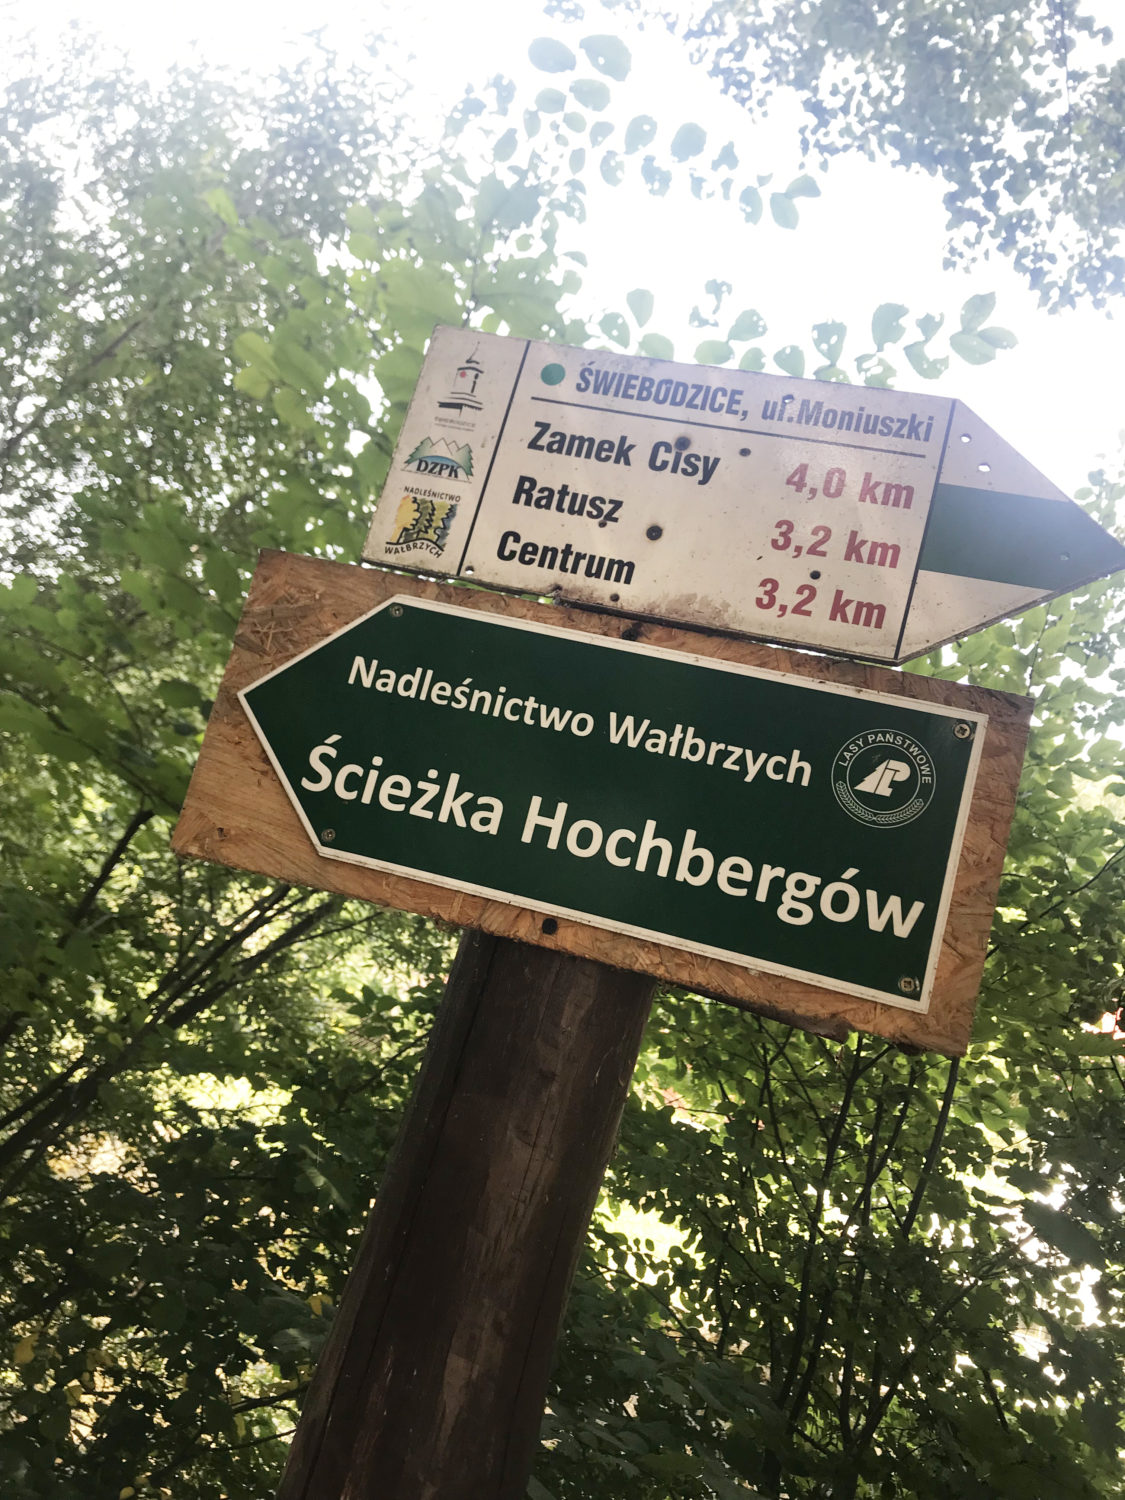 ŚWIEBODZICE, ul. Moniuszki
Zamek Cisy 4,0 km
Ratusz 3,2 km
Centrum 3,2 km
ŚWIEBODZICE
DZPK
NADLEŚNICTWO
WAŁBRZYCH
Nadleśnictwo Wałbrzych
Ścieżka Hochbergów
LASY PAŃSTWOWE